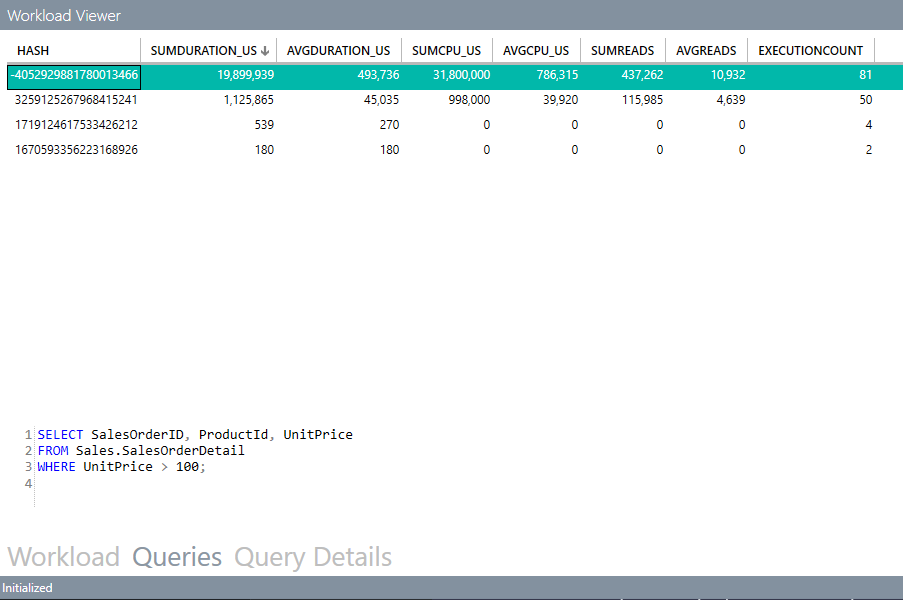 Workload Viewer
HASH SUMDURATION_US AVGDURATION_US SUMCPU_US AVGCPU_US SUMREADS AVGREADS EXECUTIONCOUNT
-4052929881780013466 19,899,939 493,736 31,800,000 786,315 437,262 10,932 81
3259125267968415241 1,125,865 45,035 998,000 39,920 115,985 4,639 50
1719124617533426212 539 270 0 0 0 0 4
1670593356223168926 180 180 0 0 0 0 2
1 SELECT SalesOrderID, ProductId, UnitPrice
2 FROM Sales.SalesOrderDetail
3 WHERE UnitPrice > 100;
4
Workload Queries Query Details
Initialized